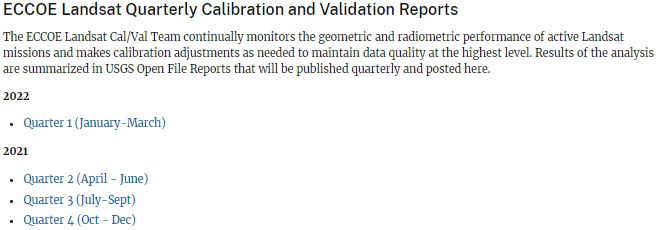 ECCOE Landsat Quarterly Calibration and Validation Reports
The ECCOE Landsat Cal/Val Team continually monitors the geometric and radiometric performance of active Landsat
missions and makes calibration adjustments as needed to maintain data quality at the highest level. Results of the analysis
are summarized in USGS Open File Reports that will be published quarterly and posted here.
2022
• Quarter 1 (January-March)
2021
• Quarter 2 (April - June)
• Quarter 3 (July-Sept)
• Quarter 4 (Oct - Dec)